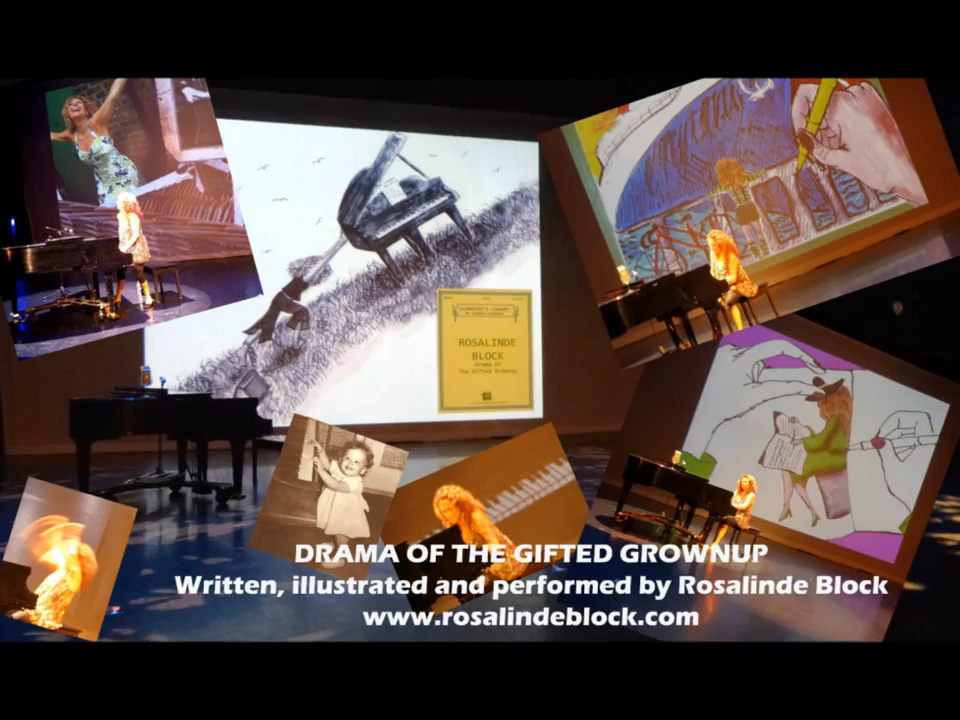 ROSALINDE
BLOCK
Drama Of
The Gifted Grownup
DRAMA OF THE GIFTED GROWNUP
Written, illustrated and performed by Rosalinde Block
www.rosalindeblock.com